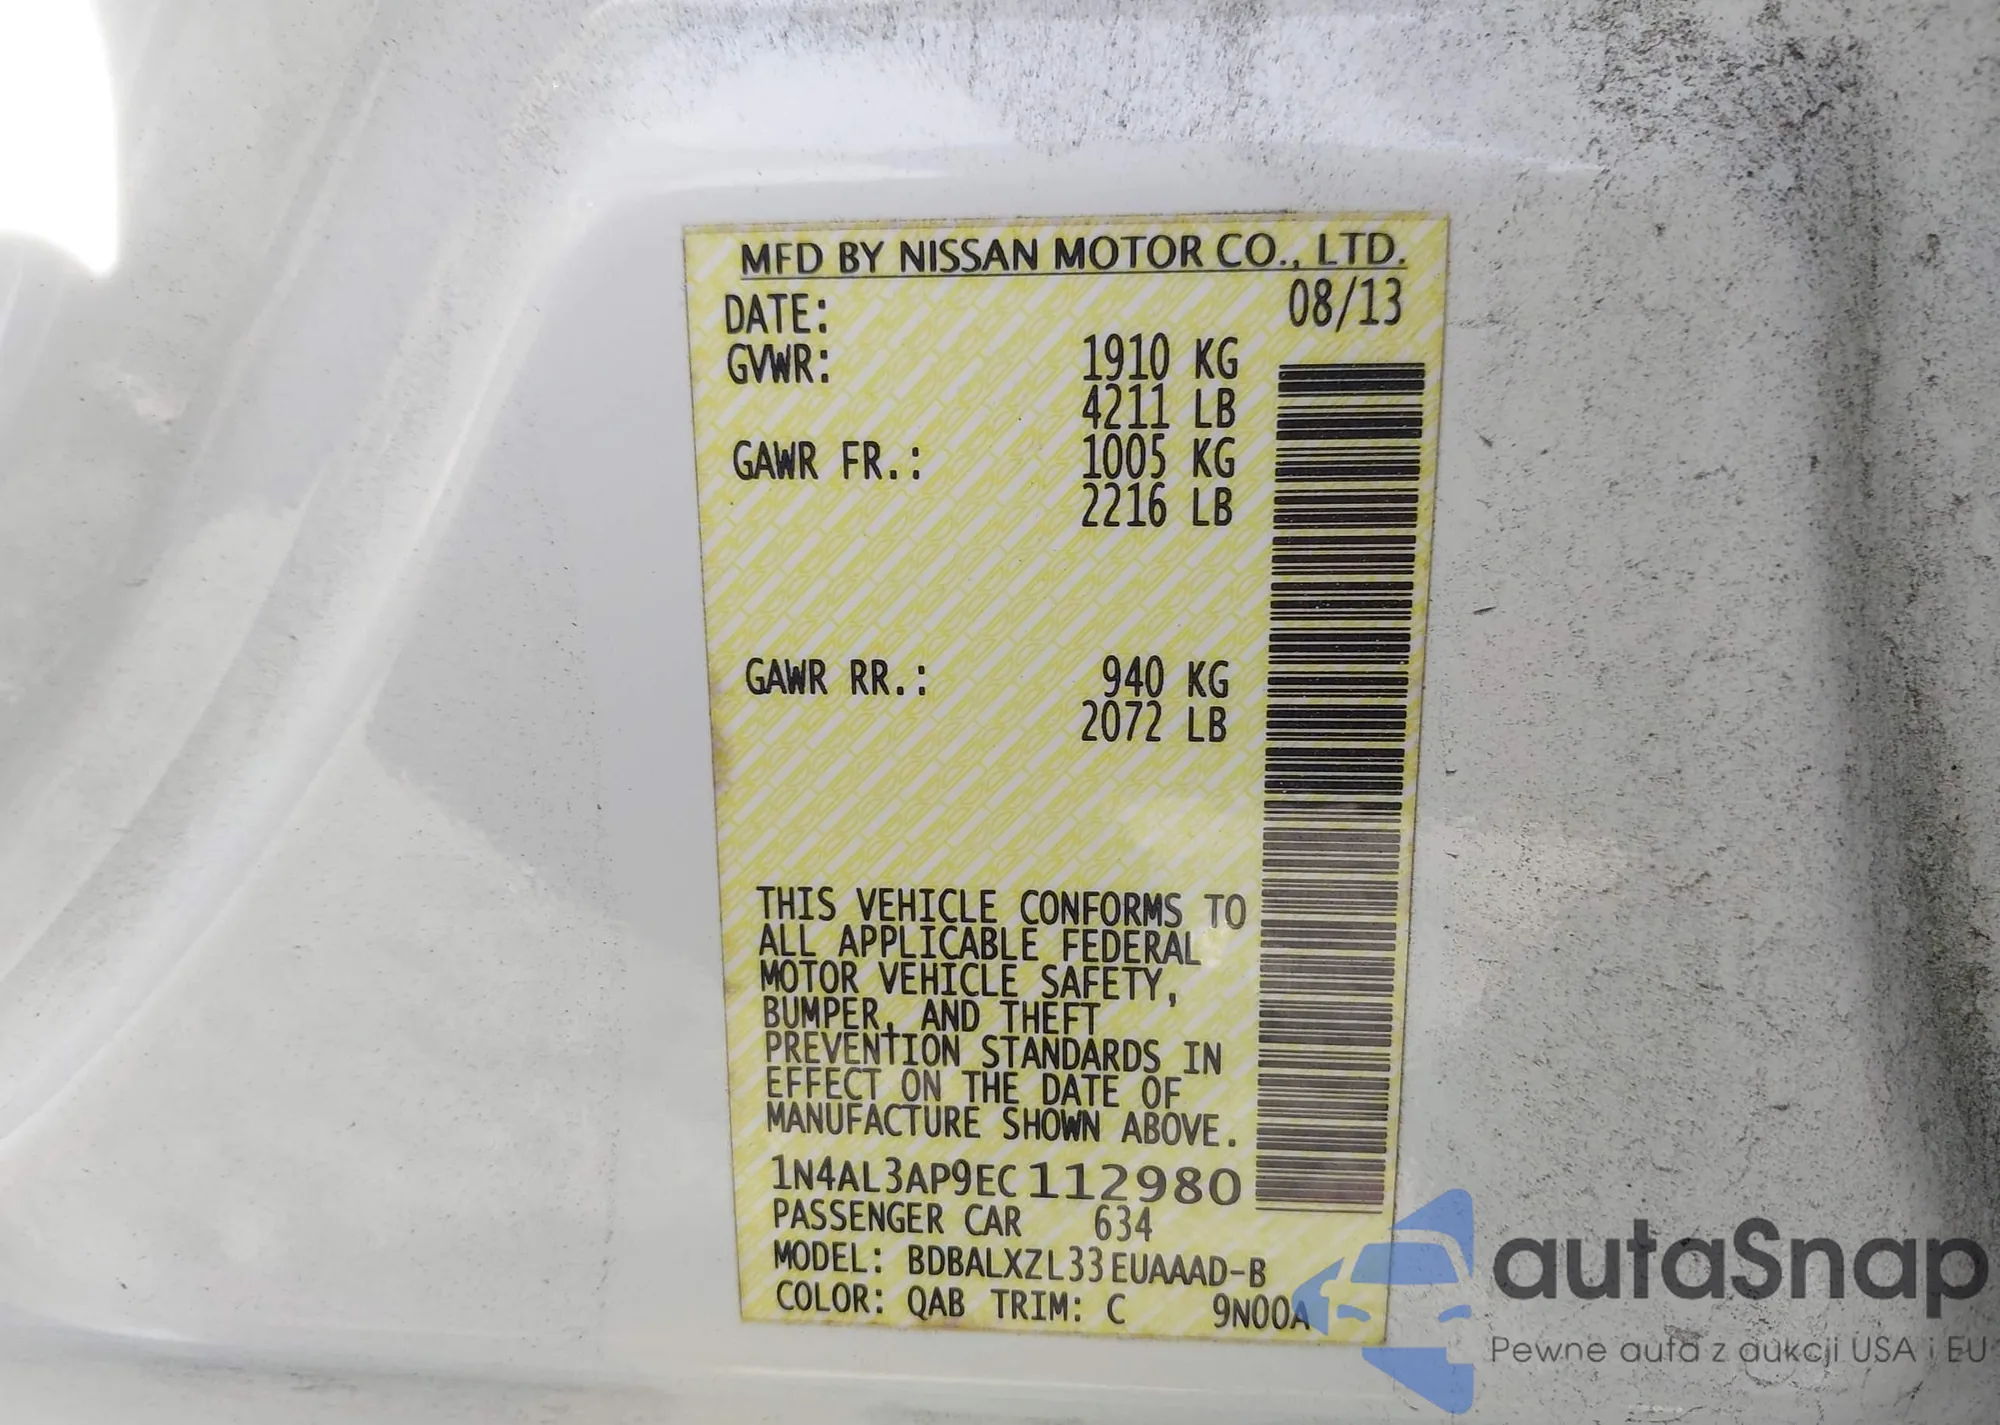 MFD BY NISSAN MOTOR CO., LTD.
DATE: 08/13
GVWR: 1910 KG
4211 LB
GAWR FR.: 1005 KG
2216 LB
GAWR RR.: 940 KG
2072 LB
THIS VEHICLE CONFORMS TO
ALL APPLICABLE FEDERAL
MOTOR VEHICLE SAFETY,
BUMPER, AND THEFT
PREVENTION STANDARDS IN
EFFECT ON THE DATE OF
MANUFACTURE SHOWN ABOVE.
1N4AL3AP9EC112980
PASSENGER CAR 634
MODEL: BDBALXZL33EUAAAD-B
COLOR: QAB TRIM: C 9N00A
autaSnap
Pewne auta z aukcji USA i EU